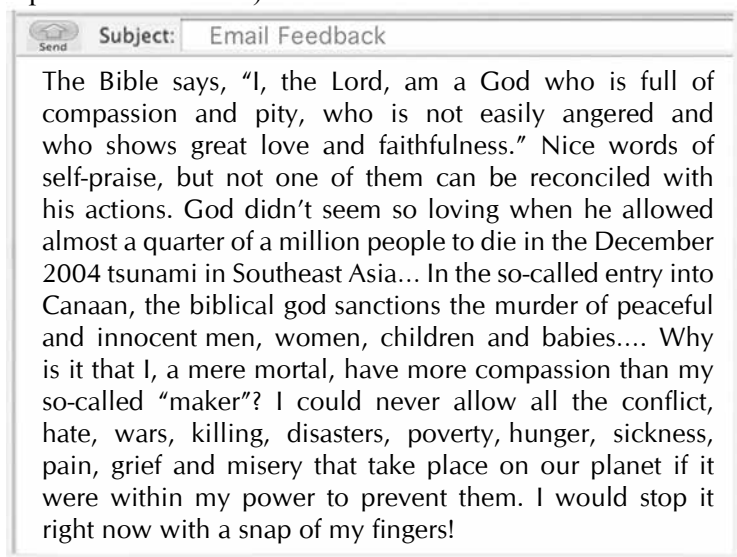 Send Subject: Email Feedback
The Bible says, “I, the Lord, am a God who is full of
compassion and pity, who is not easily angered and
who shows great love and faithfulness.” Nice words of
self-praise, but not one of them can be reconciled with
his actions. God didn’t seem so loving when he allowed
almost a quarter of a million people to die in the December
2004 tsunami in Southeast Asia… In the so-called entry into
Canaan, the biblical god sanctions the murder of peaceful
and innocent men, women, children and babies.… Why
is it that I, a mere mortal, have more compassion than my
so-called “maker”? I could never allow all the conflict,
hate, wars, killing, disasters, poverty, hunger, sickness,
pain, grief and misery that take place on our planet if it
were within my power to prevent them. I would stop it
right now with a snap of my fingers!